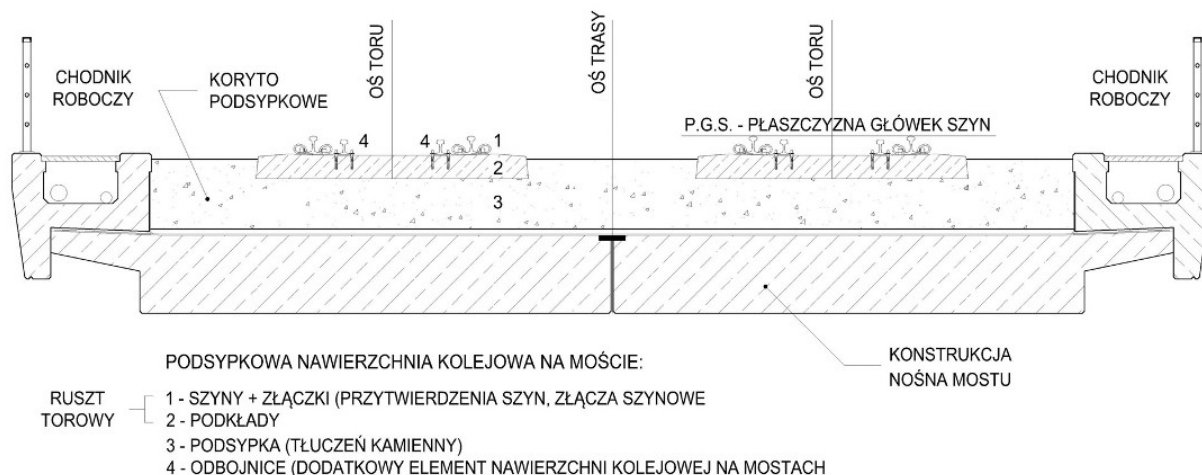 OŚ TORU
OŚ TRASY
OŚ TORU
CHODNIK
ROBOCZY
KORYTO
PODSYPKOWE
CHODNIK
ROBOCZY
P.G.S. - PŁASZCZYZNA GŁÓWEK SZYN
4
4
1
2
3
KONSTRUKCJA
NOŚNA MOSTU
PODSYPKOWA NAWIERZCHNIA KOLEJOWA NA MOŚCIE:
RUSZT
TOROWY
1 - SZYNY + ZŁĄCZKI (PRZYTWIERDZENIA SZYN, ZŁĄCZA SZYNOWE
2 - PODKŁADY
3 - PODSYPKA (TŁUCZEŃ KAMIENNY)
4 - ODBOJNICE (DODATKOWY ELEMENT NAWIERZCHNI KOLEJOWEJ NA MOSTACH